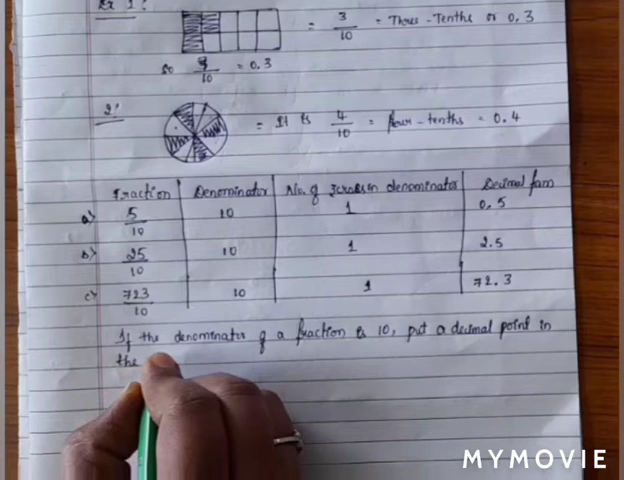 Ex 1:
= 3/10 = Three-Tenths or 0.3
so 3/10 = 0.3
2:
= It is 4/10 = four-tenths = 0.4
Fraction Denominator No. of zeroes in denominator Decimal form
a) 5/10 10 1 0.5
b) 25/10 10 1 2.5
c) 723/10 10 1 72.3
If the denominator of a fraction is 10, put a decimal point in
the
MYMOVIE